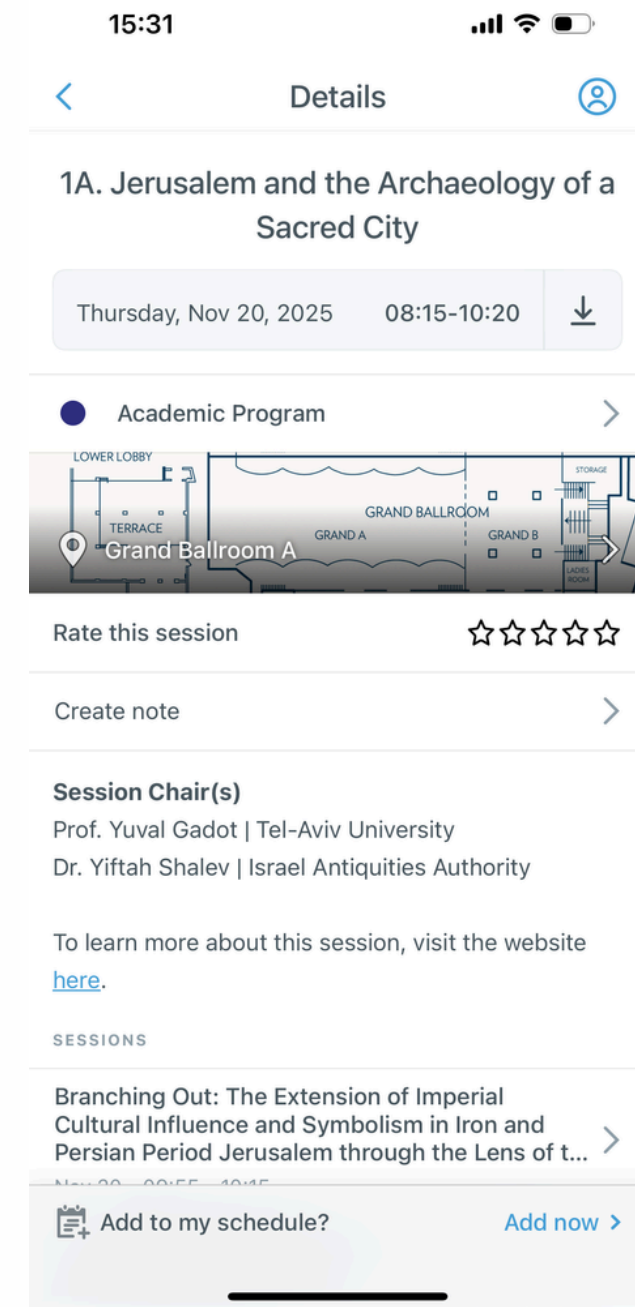 15:31
Details
1A. Jerusalem and the Archaeology of a
Sacred City
Thursday, Nov 20, 2025 08:15-10:20
Academic Program
LOWER LOBBY
STORAGE
GRAND BALLROOM
TERRACE
GRAND A
GRAND B
Grand Ballroom A
LADIES
ROOM
Rate this session
Create note
Session Chair(s)
Prof. Yuval Gadot | Tel-Aviv University
Dr. Yiftah Shalev | Israel Antiquities Authority
To learn more about this session, visit the website
here.
SESSIONS
Branching Out: The Extension of Imperial
Cultural Influence and Symbolism in Iron and
Persian Period Jerusalem through the Lens of t...
Add to my schedule?
Add now